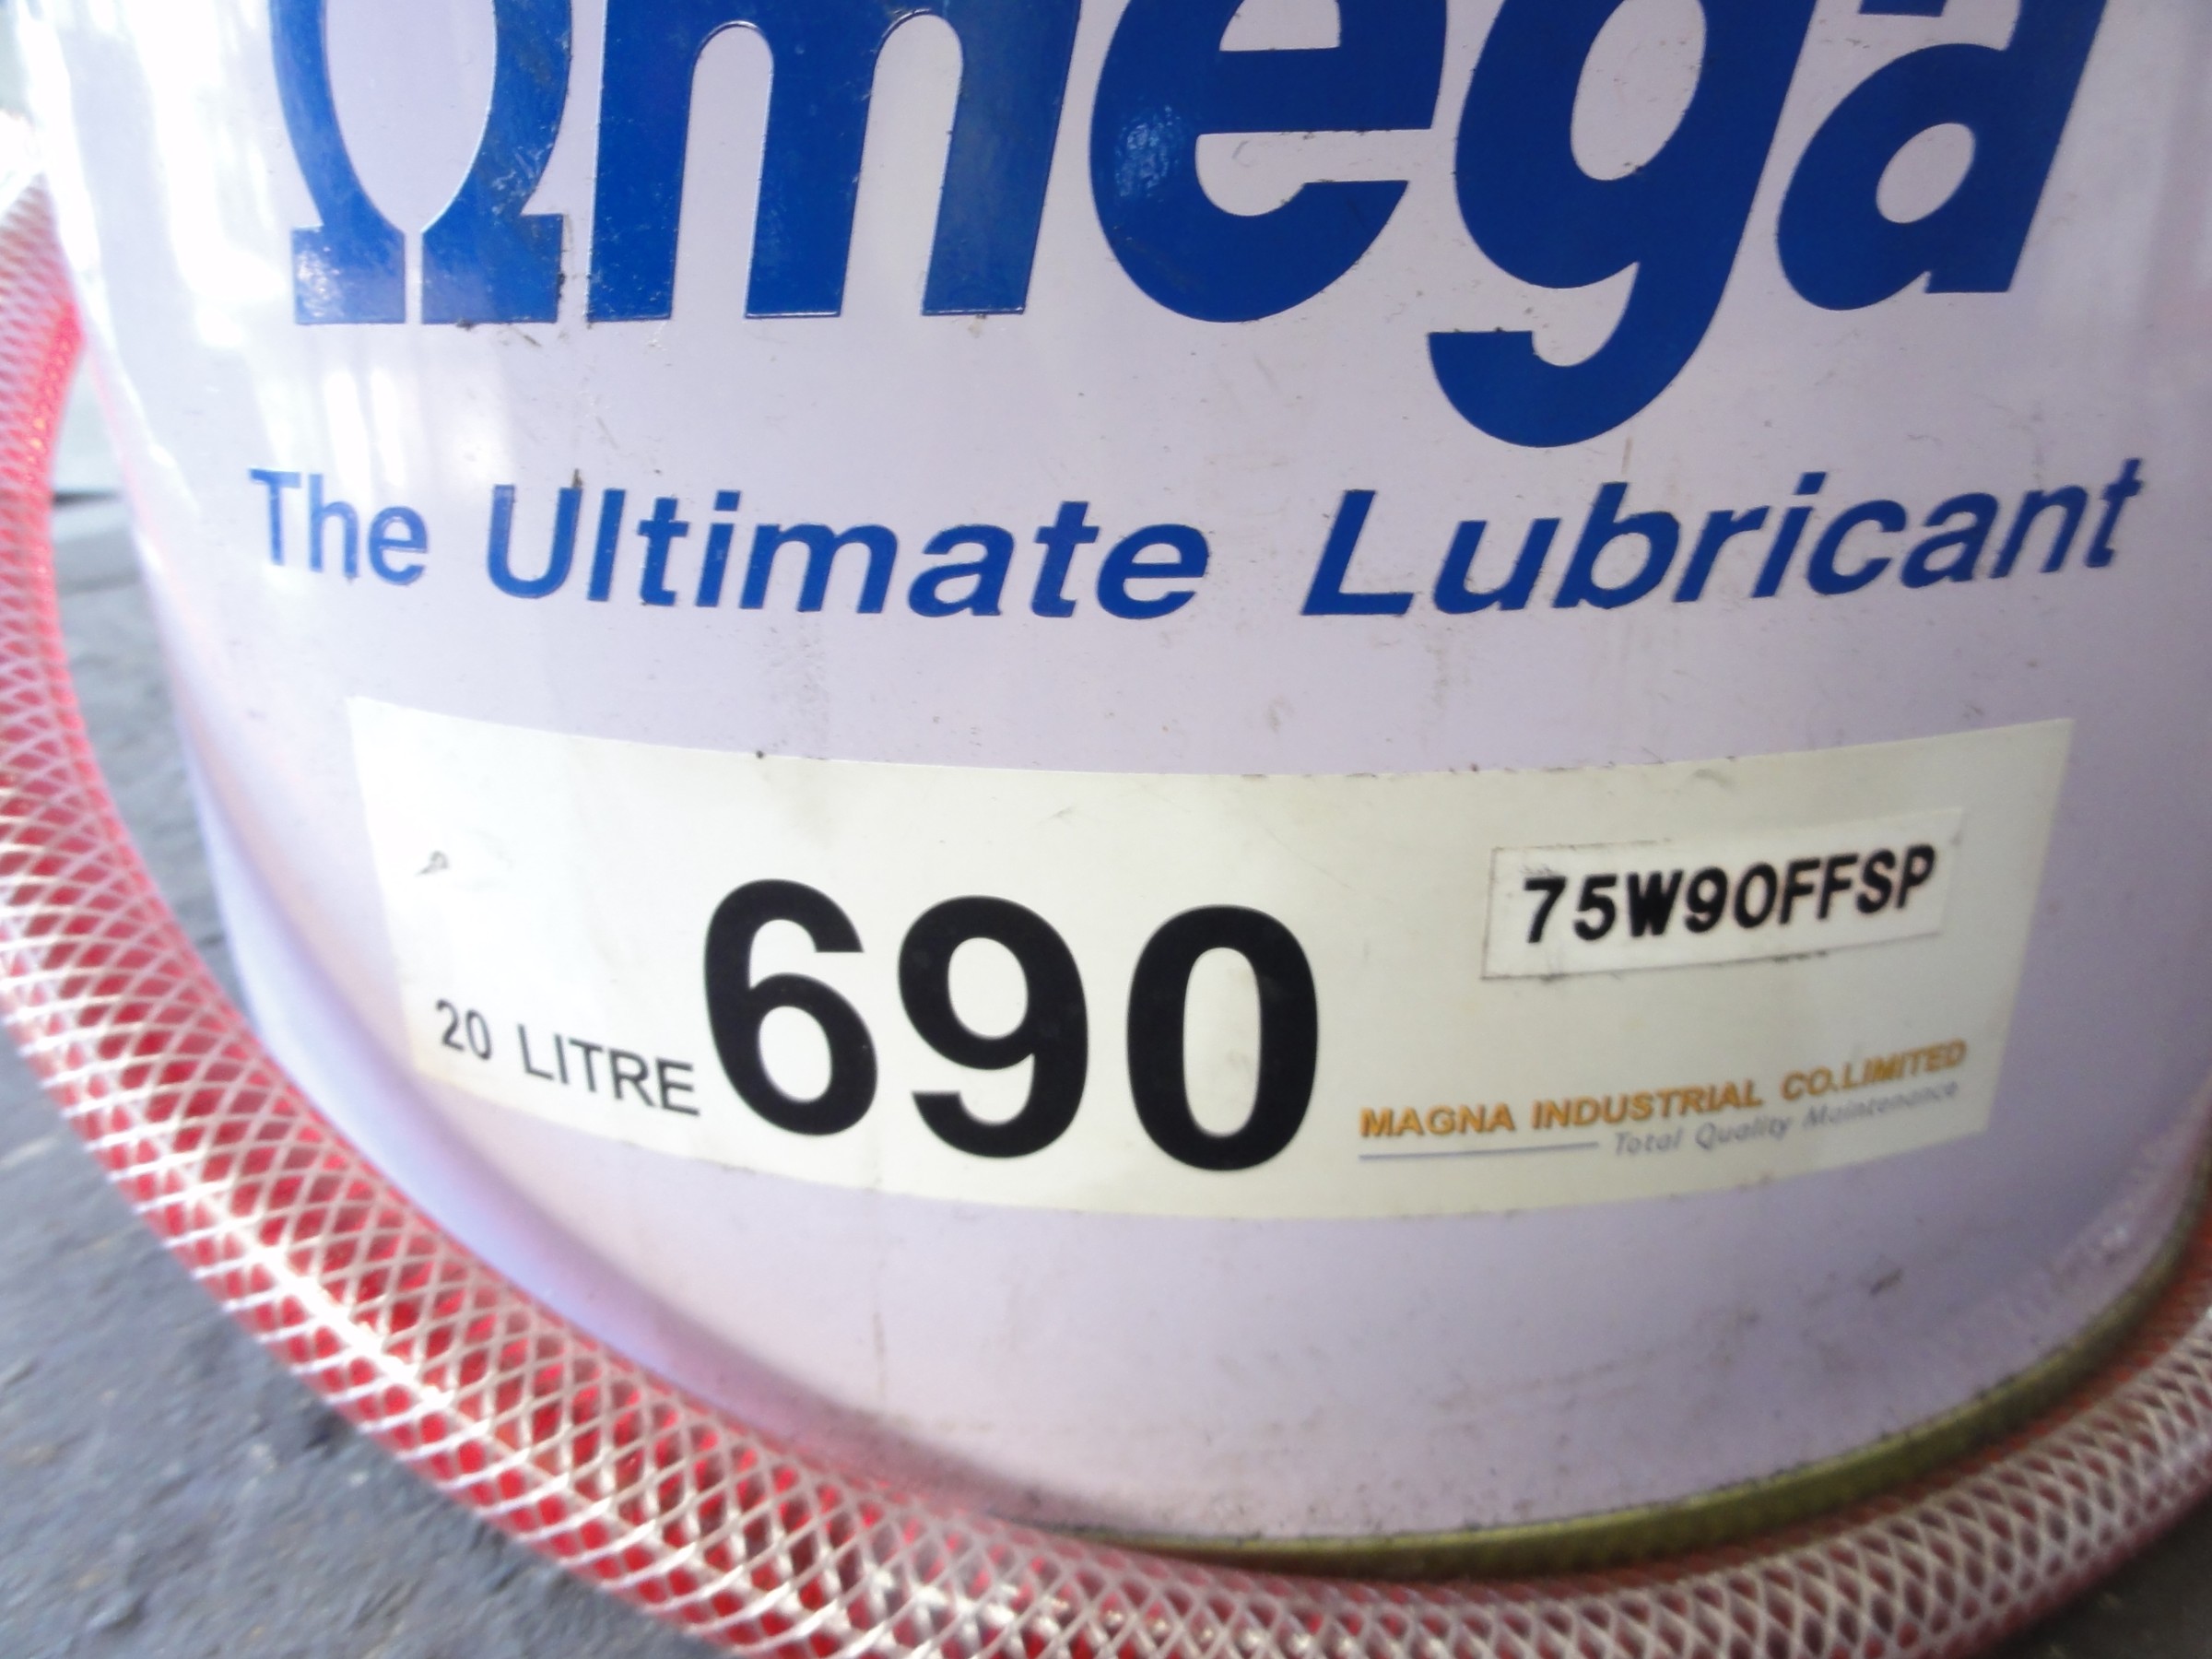 Ωmega
The Ultimate Lubricant
75W90FFSP
20 LITRE 690
MAGNA INDUSTRIAL CO.LIMITED
Total Quality Maintenance